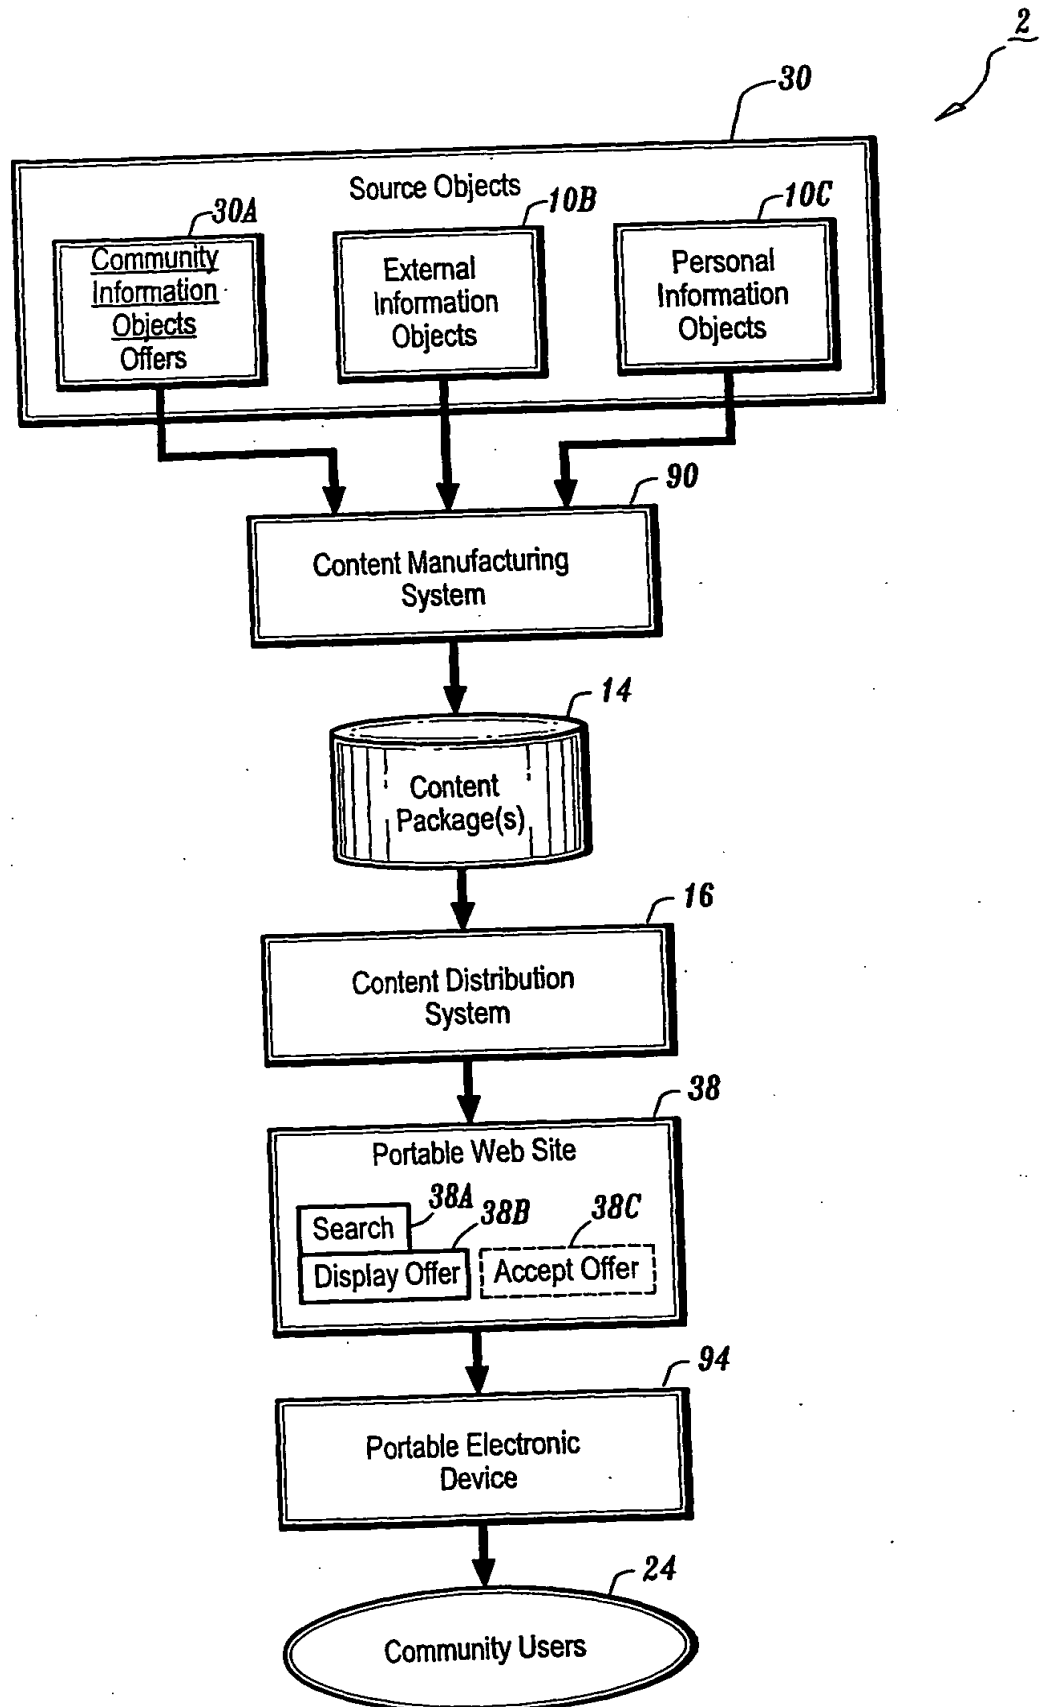 2
30
Source Objects
30A
10B
10C
Community
Information
Objects
Offers
External
Information
Objects
Personal
Information
Objects
90
Content Manufacturing
System
14
Content
Package(s)
16
Content Distribution
System
38
Portable Web Site
38A
38B
38C
Search
Display Offer
Accept Offer
94
Portable Electronic
Device
24
Community Users